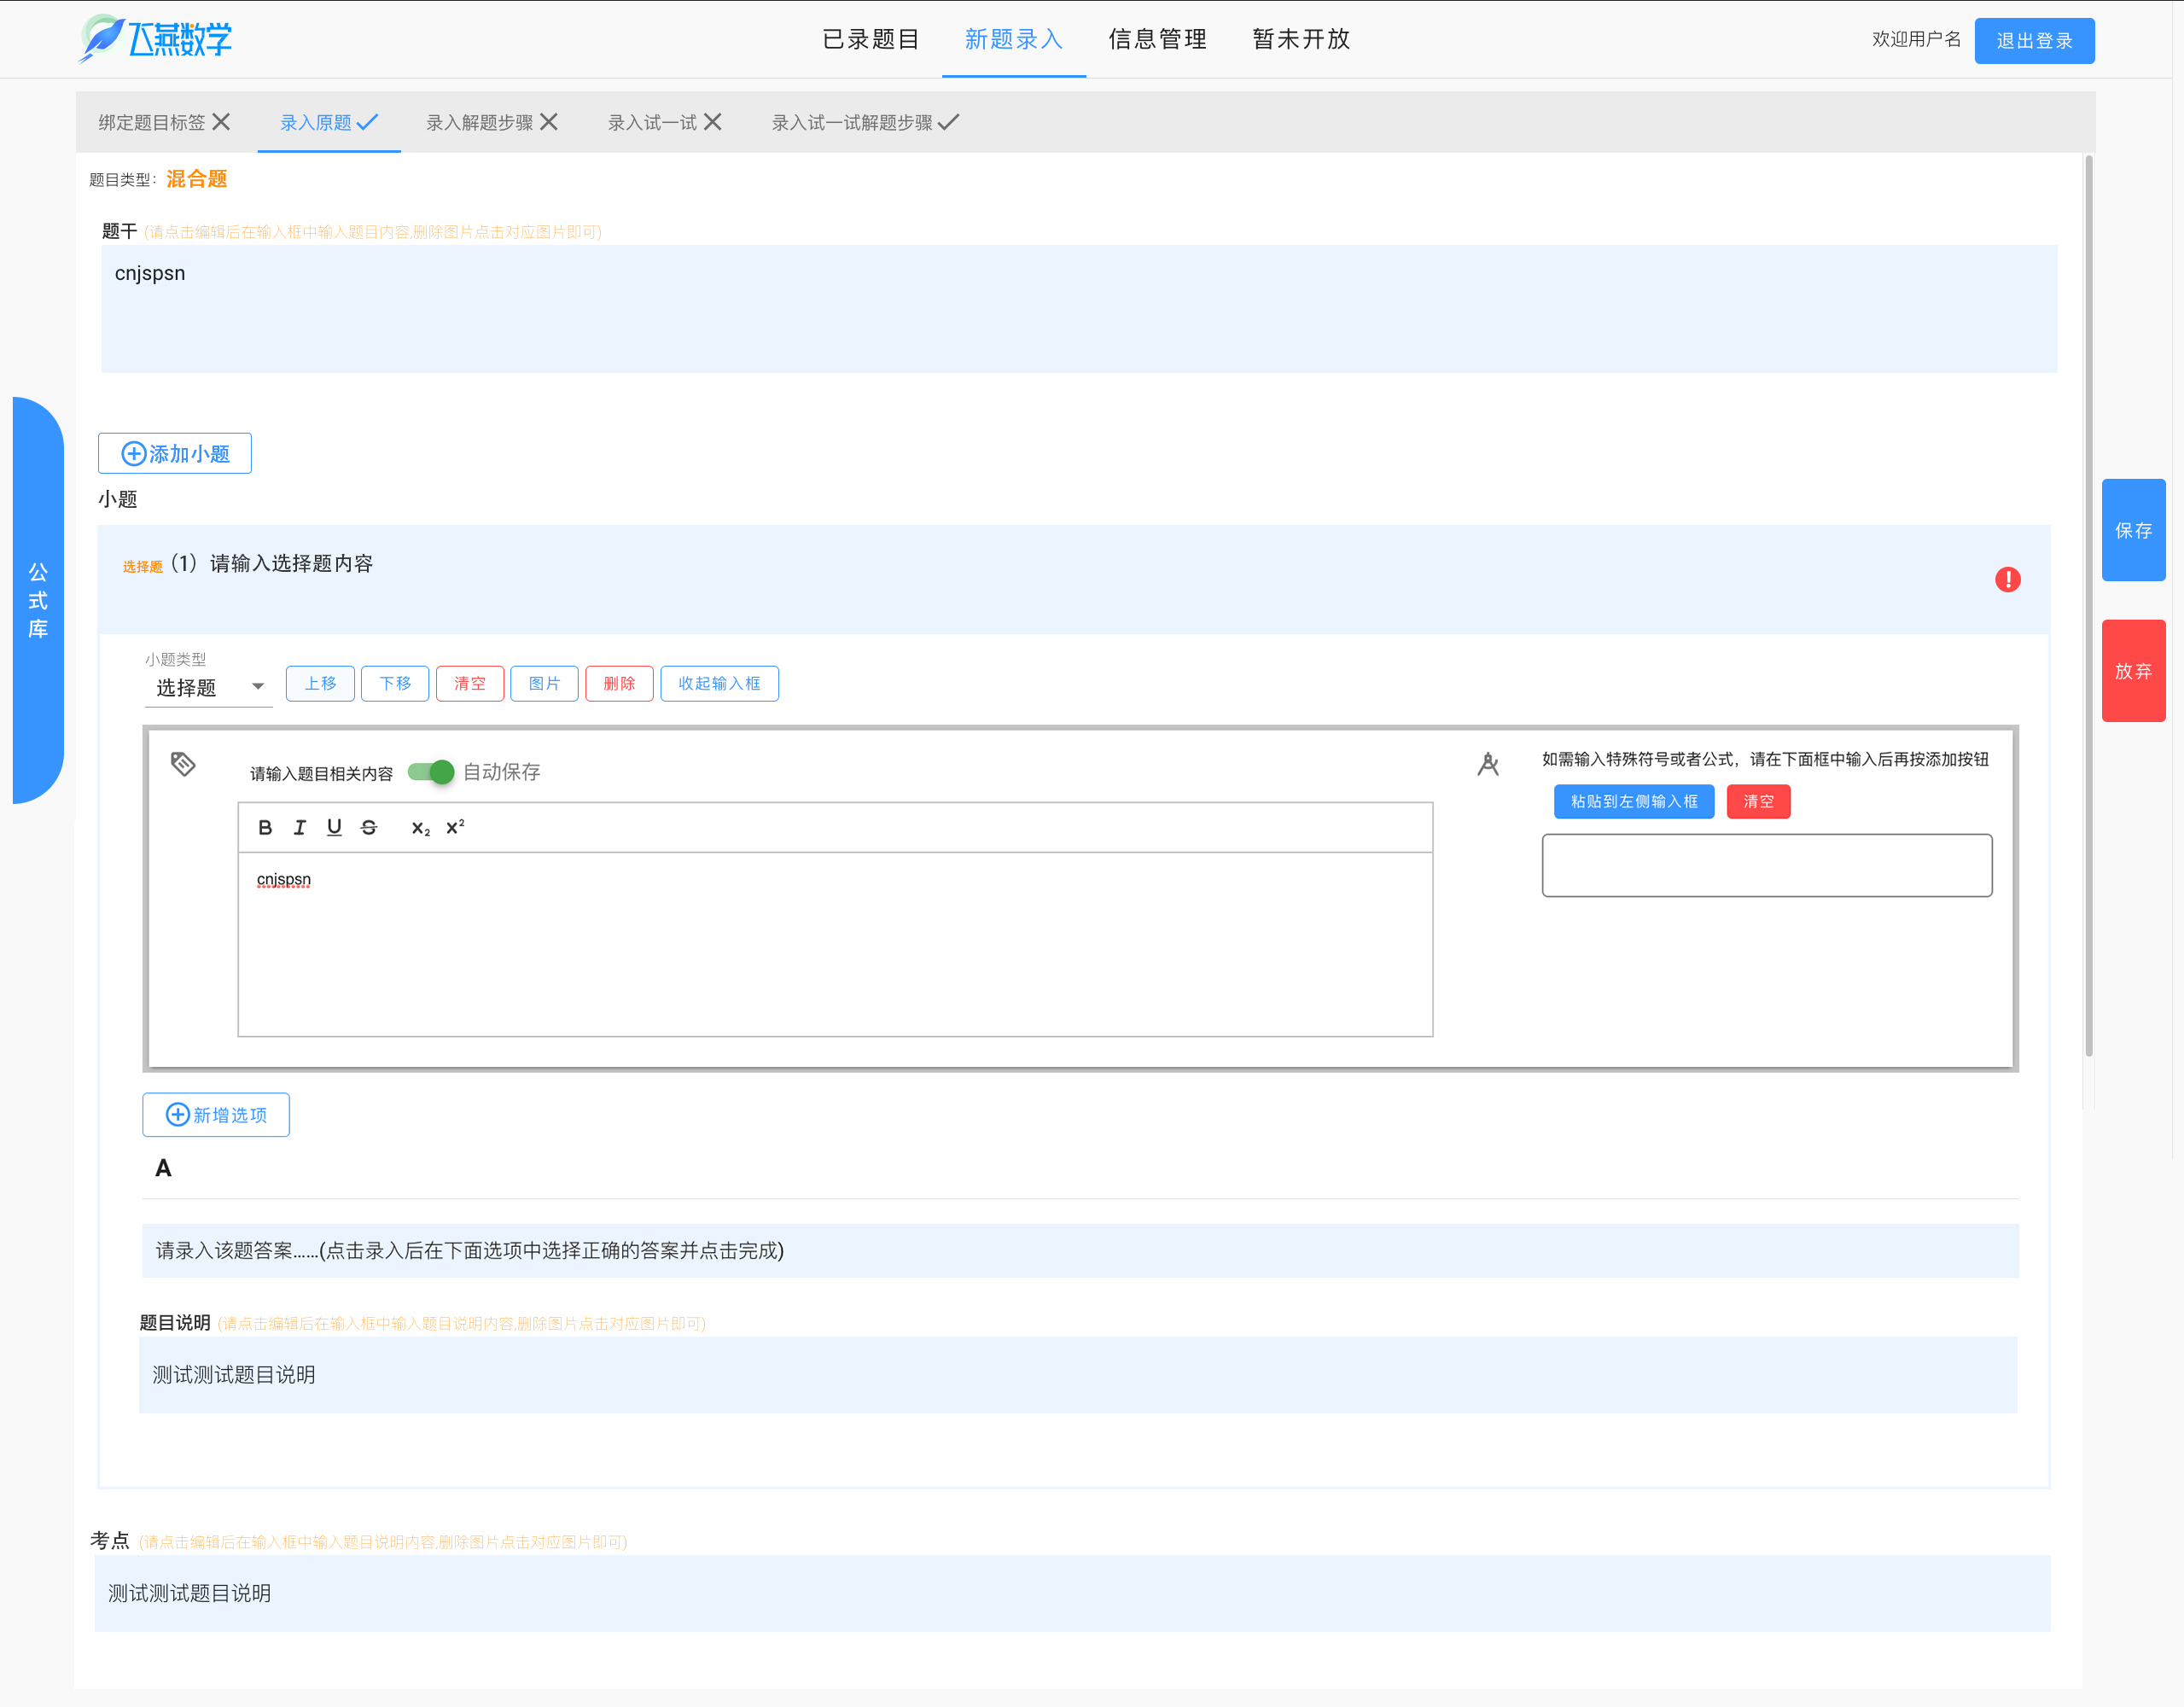 飞燕数学
已录题目 新题录入 信息管理 暂未开放
欢迎用户名 退出登录
绑定题目标签 录入原题 录入解题步骤 录入试一试 录入试一试解题步骤
题目类型： 混合题
题干 (请点击编辑后在输入框中输入题目内容,删除图片点击对应图片即可)
cnjspsn
添加小题
小题
选择题 （1）请输入选择题内容
公式库
保存
放弃
小题类型
选择题 上移 下移 清空 图片 删除 收起输入框
请输入题目相关内容 自动保存
如需输入特殊符号或者公式，请在下面框中输入后再按添加按钮
粘贴到左侧输入框 清空
B I U S x₂ x²
cnjspsn
新增选项
A
请录入该题答案......(点击录入后在下面选项中选择正确的答案并点击完成)
题目说明 (请点击编辑后在输入框中输入题目说明内容,删除图片点击对应图片即可)
测试测试题目说明
考点 (请点击编辑后在输入框中输入题目说明内容,删除图片点击对应图片即可)
测试测试题目说明